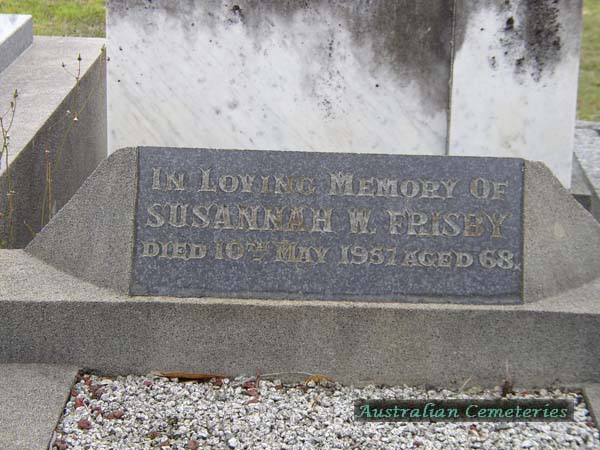 In Loving Memory Of
SUSANNAH W. FRISBY
DIED 10TH MAY 1957 AGED 68.
Australian Cemeteries